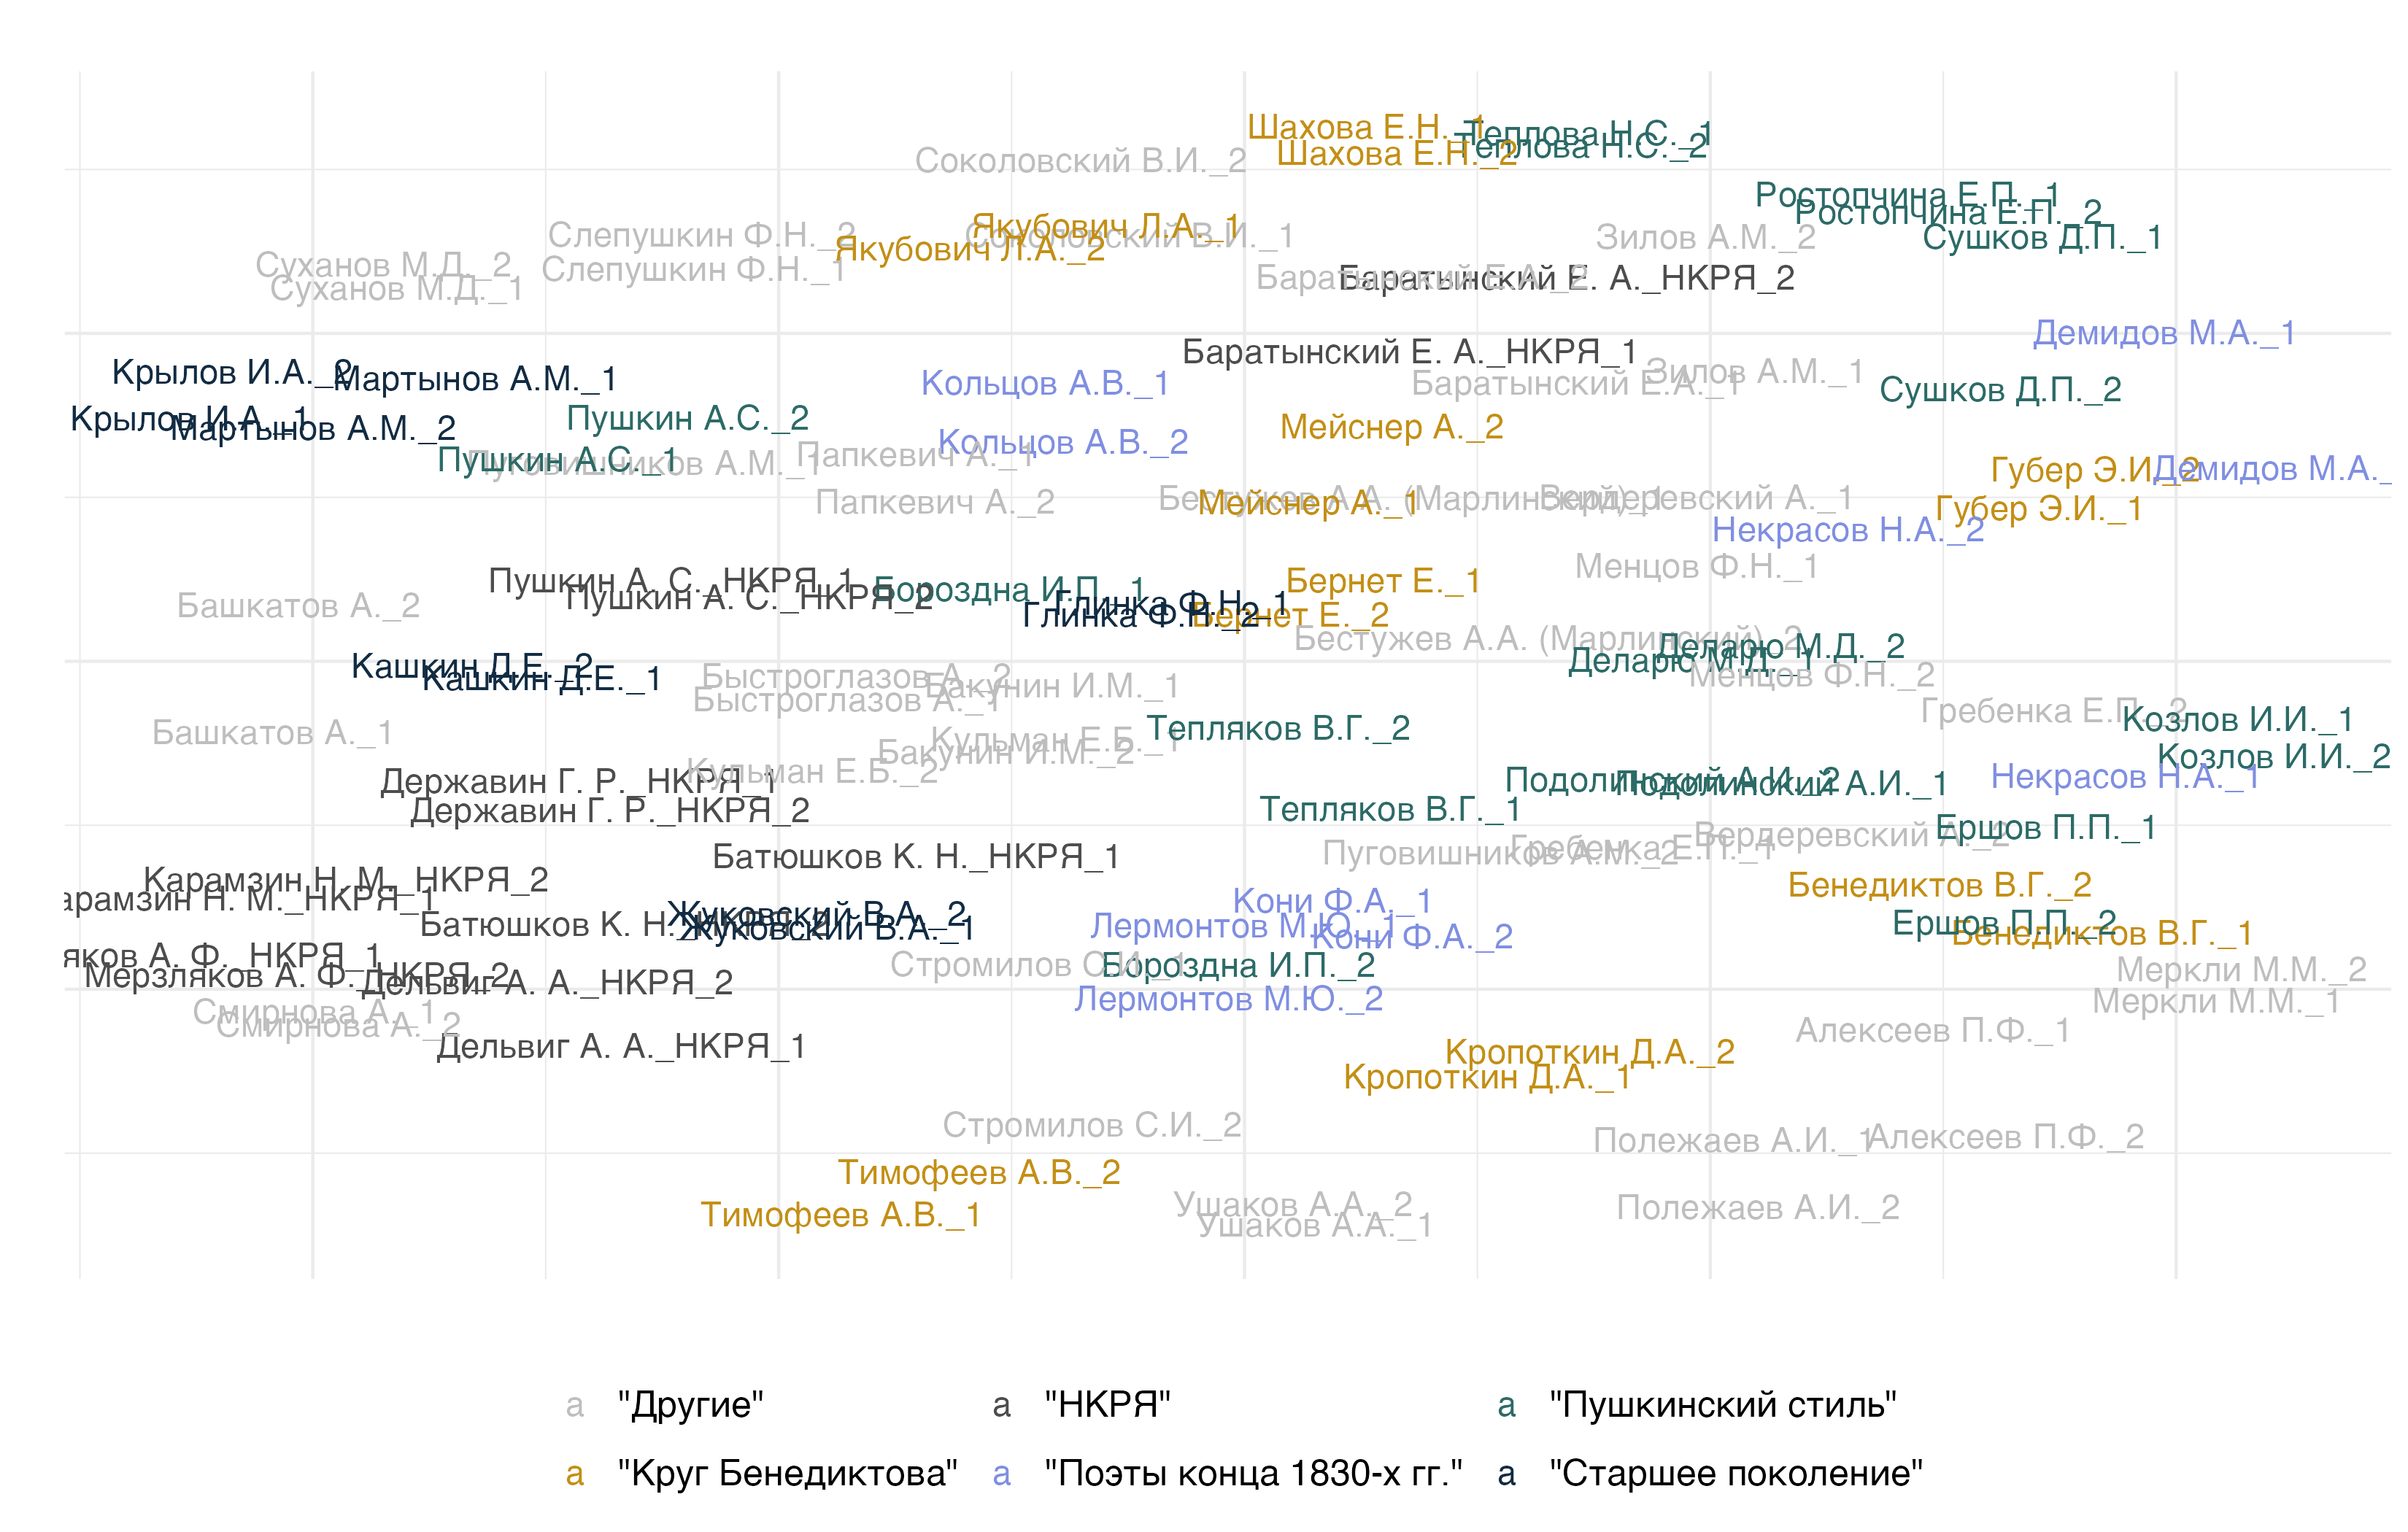 Шахова Е.Н._1
Теплова Н.С._1
Теплова Н.С._2
Шахова Е.Н._2
Соколовский В.И._2
Ростопчина Е.П._1
Ростопчина Е.П._2
Якубович Л.А._1
Слепушкин Ф.Н._2
Соколовский В.И._1
Зилов А.М._2
Сушков Д.П._1
Якубович Л.А._2
Суханов М.Д._2
Слепушкин Ф.Н._1
Баратынский Е.А._2
Баратынский Е. А._НКРЯ_2
Суханов М.Д._1
Демидов М.А._1
Баратынский Е. А._НКРЯ_1
Крылов И.А._2
Зилов А.М._1
Мартынов А.М._1
Кольцов А.В._1
Баратынский Е.А._1
Сушков Д.П._2
Крылов И.А._1
Пушкин А.С._2
Мартынов А.М._2
Мейснер А._2
Кольцов А.В._2
Папкевич А._1
Пушкин А.С._1
Пуговишников А.М._1
Губер Э.И._2
Демидов М.А._
Папкевич А._2
Бестужев А.А. (Марлинский)_1
Вердеревский А._1
Мейснер А._1
Губер Э.И._1
Некрасов Н.А._2
Менцов Ф.Н._1
Пушкин А. С._НКРЯ_1
Бернет Е._1
Бороздна И.П._1
Пушкин А. С._НКРЯ_2
Глинка Ф.Н._1
Башкатов А._2
Глинка Ф.Н._2
Бернет Е._2
Бестужев А.А. (Марлинский)_2
Деларю М.Д._2
Деларю М.Д._1
Кашкин Д.Е._2
Кашкин Д.Е._1
Быстроглазов А._2
Менцов Ф.Н._2
Бакунин И.М._1
Быстроглазов А._1
Гребенка Е.П._2
Козлов И.И._1
Тепляков В.Г._2
Башкатов А._1
Кульман Е.Б._1
Бакунин И.М._2
Козлов И.И._2
Кульман Е.Б._2
Некрасов Н.А._1
Державин Г. Р._НКРЯ_1
Подолинский А.И._2
Подолинский А.И._1
Державин Г. Р._НКРЯ_2
Тепляков В.Г._1
Ершов П.П._1
Вердеревский А._2
Гребенка Е.П._1
Пуговишников А.М._2
Батюшков К. Н._НКРЯ_1
Карамзин Н. М._НКРЯ_2
Бенедиктов В.Г._2
арамзин Н. М._НКРЯ_1
Кони Ф.А._1
Жуковский В.А._2
Батюшков К. Н._НКРЯ_2
Жуковский В.А._1
Лермонтов М.Ю._1
Ершов П.П._2
Бенедиктов В.Г._1
Кони Ф.А._2
яков А. Ф._НКРЯ_1
Стромилов С.И._1
Бороздна И.П._2
Меркли М.М._2
Мерзляков А. Ф._НКРЯ_2
Дельвиг А. А._НКРЯ_2
Лермонтов М.Ю._2
Меркли М.М._1
Смирнова А._1
Смирнова А._2
Алексеев П.Ф._1
Дельвиг А. А._НКРЯ_1
Кропоткин Д.А._2
Кропоткин Д.А._1
Стромилов С.И._2
Полежаев А.И._1
Алексеев П.Ф._2
Тимофеев А.В._2
Ушаков А.А._2
Полежаев А.И._2
Тимофеев А.В._1
Ушаков А.А._1
a "Другие" a "НКРЯ" a "Пушкинский стиль"
a "Круг Бенедиктова" a "Поэты конца 1830-х гг." a "Старшее поколение"